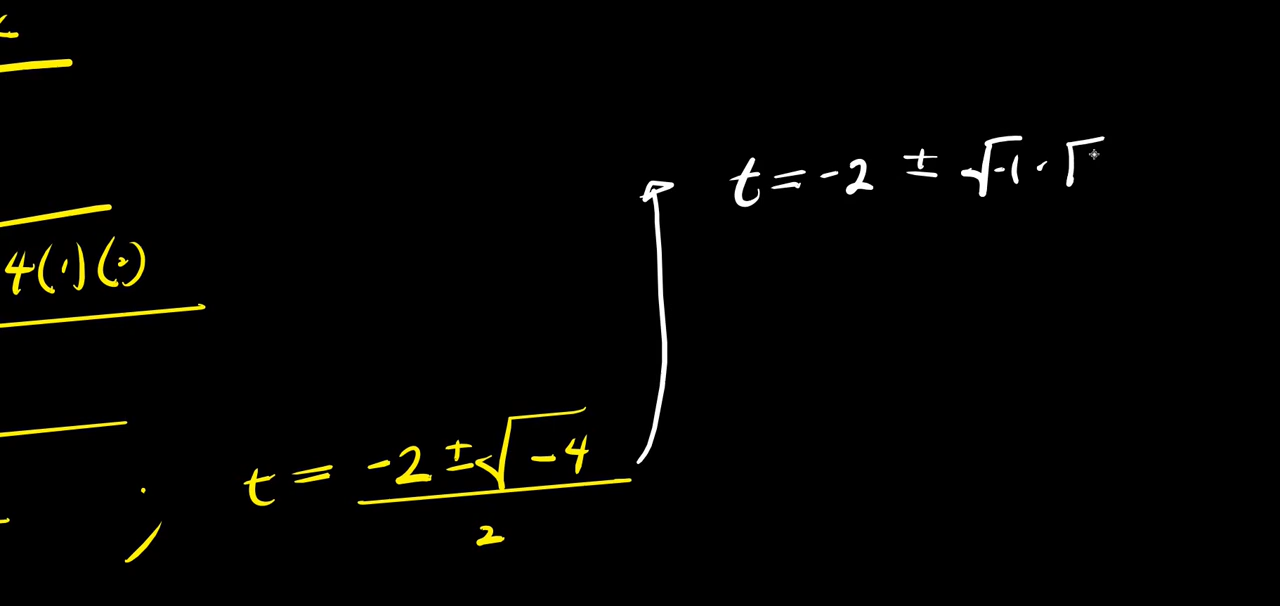 t = -2 ± √-1 · √
4(1)(2)
; t = (-2 ± √-4)/2